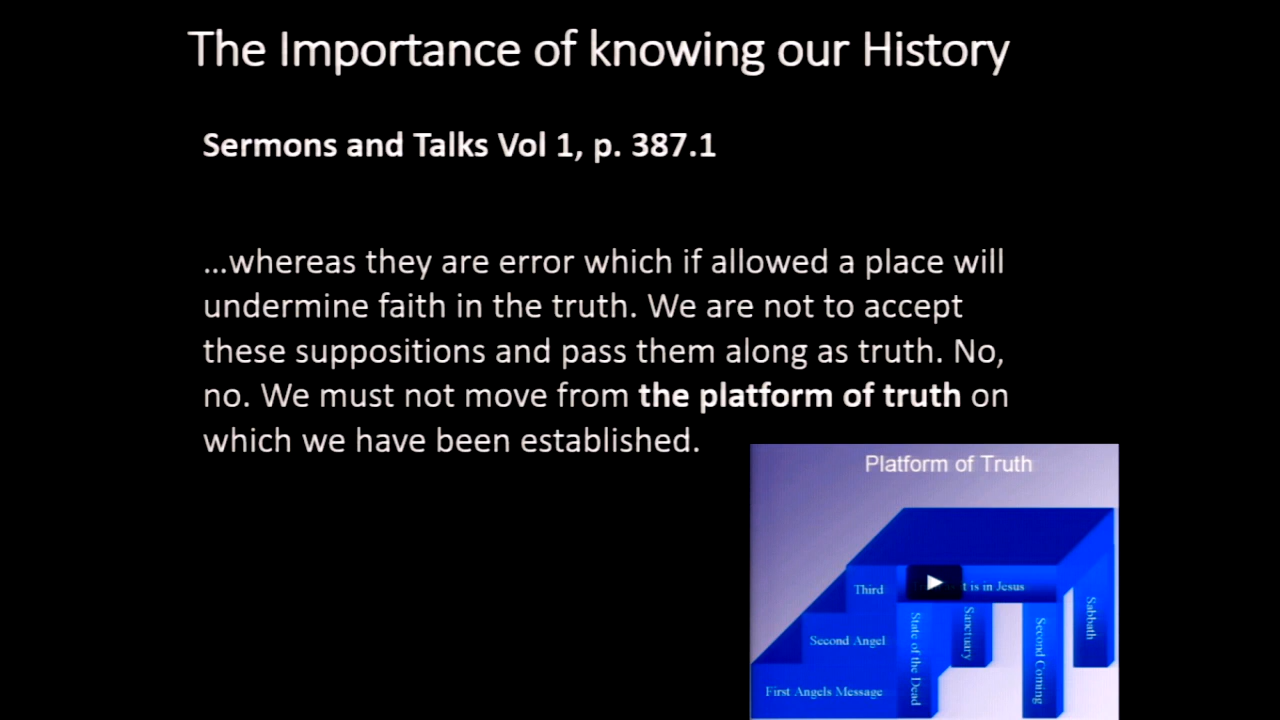 The Importance of knowing our History
Sermons and Talks Vol 1, p. 387.1
...whereas they are error which if allowed a place will
undermine faith in the truth. We are not to accept
these suppositions and pass them along as truth. No,
no. We must not move from the platform of truth on
which we have been established.
Platform of Truth
Third
t is in Jesus
Second Angel
First Angels Message
State of the Dead
Sanctuary
Second Coming
Sabbath